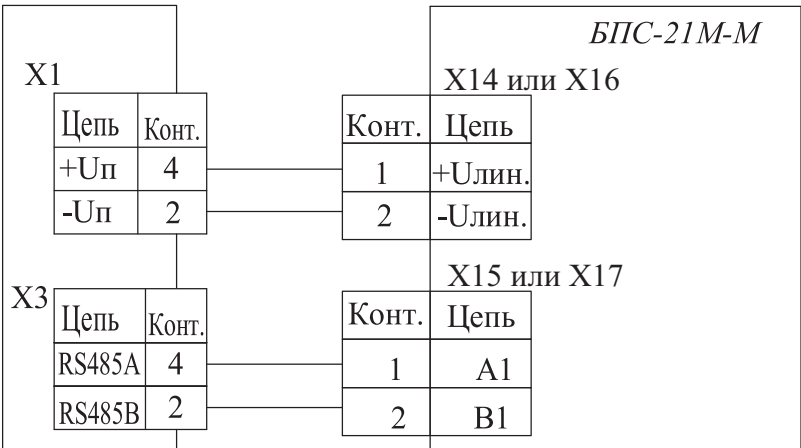 БПС-21М-М
X1
X14 или X16
Цепь Конт.
+Uп 4
-Uп 2
Конт. Цепь
1 +Uлин.
2 -Uлин.
X3
X15 или X17
Цепь Конт.
RS485A 4
RS485B 2
Конт. Цепь
1 A1
2 B1